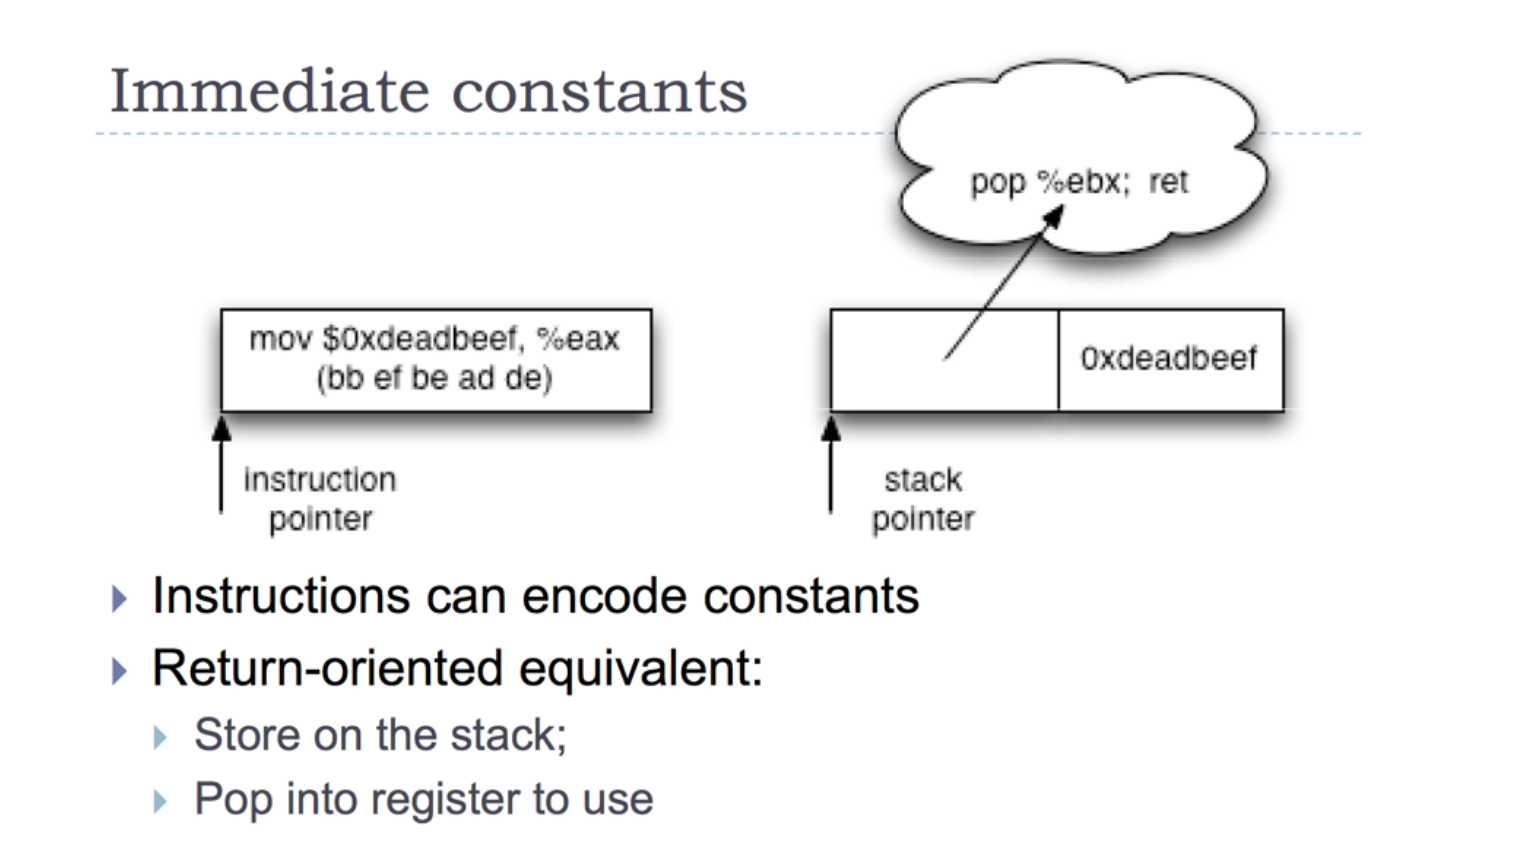 Immediate constants
pop %ebx; ret
mov $0xdeadbeef, %eax
(bb ef be ad de)
0xdeadbeef
instruction
pointer
stack
pointer
Instructions can encode constants
Return-oriented equivalent:
Store on the stack;
Pop into register to use